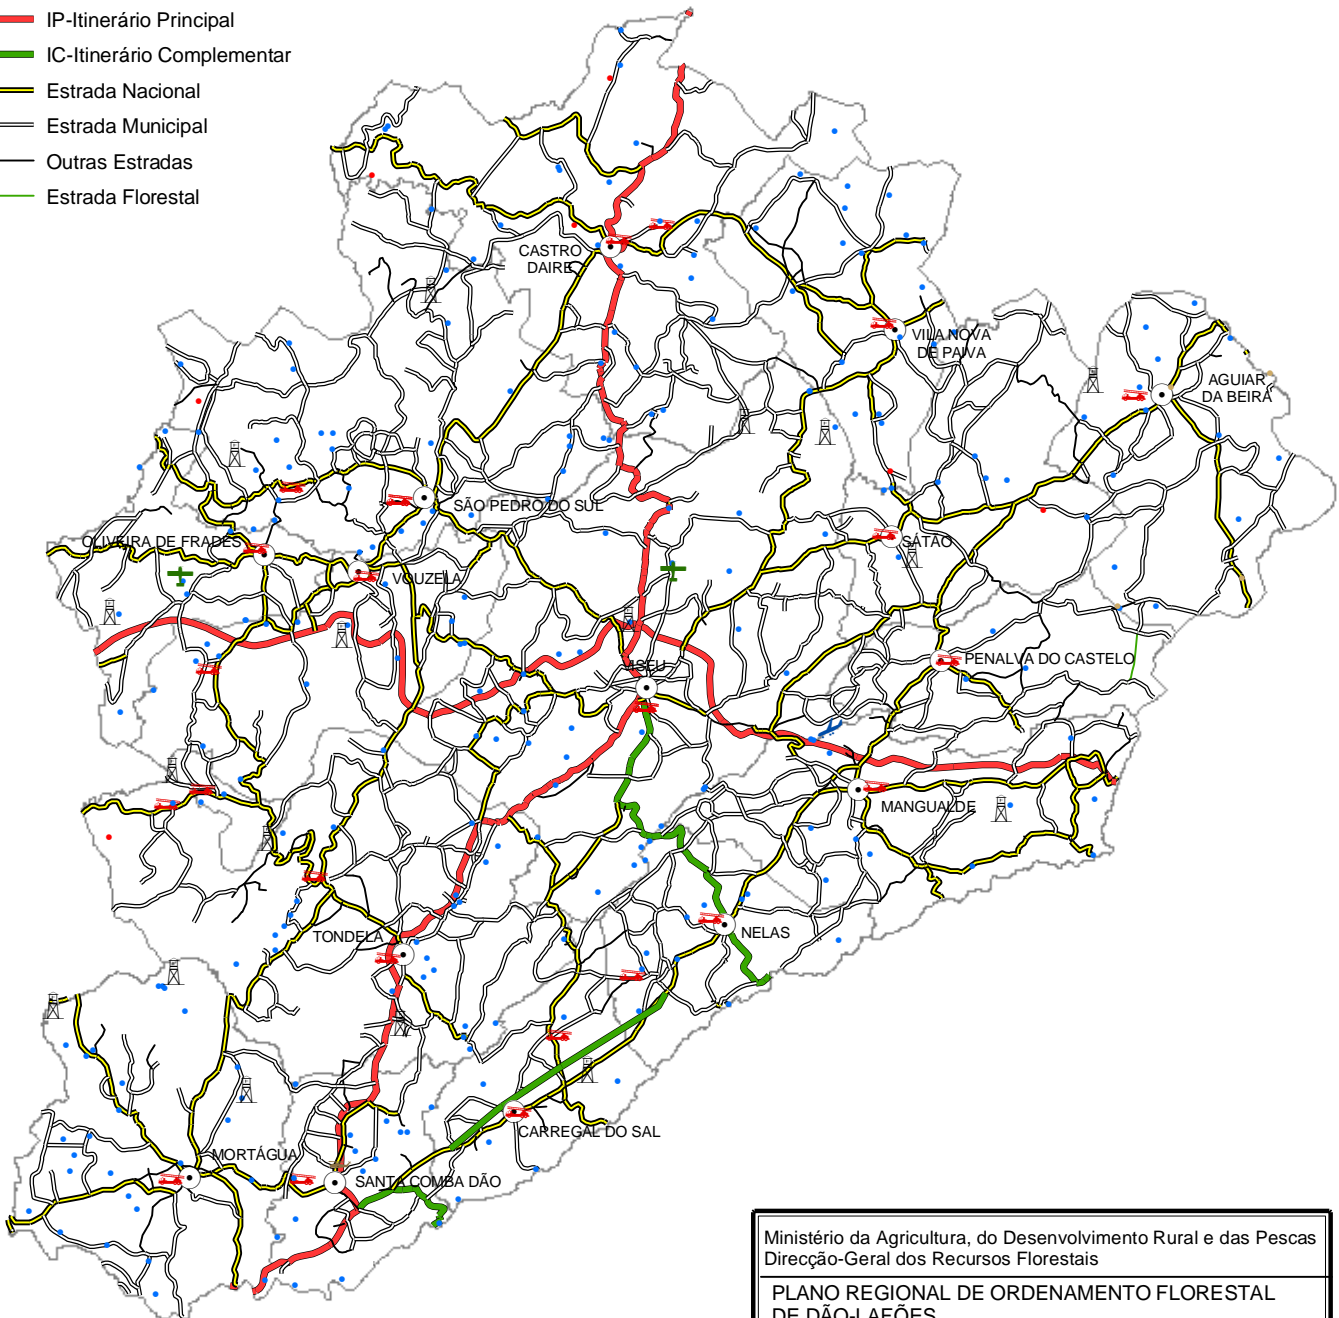 IP-Itinerário Principal
IC-Itinerário Complementar
Estrada Nacional
Estrada Municipal
Outras Estradas
Estrada Florestal
CASTRO
DAIRE
VILA NOVA
DE PAIVA
AGUIAR
DA BEIRA
SÃO PEDRO DO SUL
OLIVEIRA DE FRADES
SÁTÃO
VOUZELA
PENALVA DO CASTELO
VISEU
MANGUALDE
NELAS
TONDELA
CARREGAL DO SAL
MORTÁGUA
SANTA COMBA DÃO
Ministério da Agricultura, do Desenvolvimento Rural e das Pescas
Direcção-Geral dos Recursos Florestais
PLANO REGIONAL DE ORDENAMENTO FLORESTAL
DE DÃO-LAFÕES